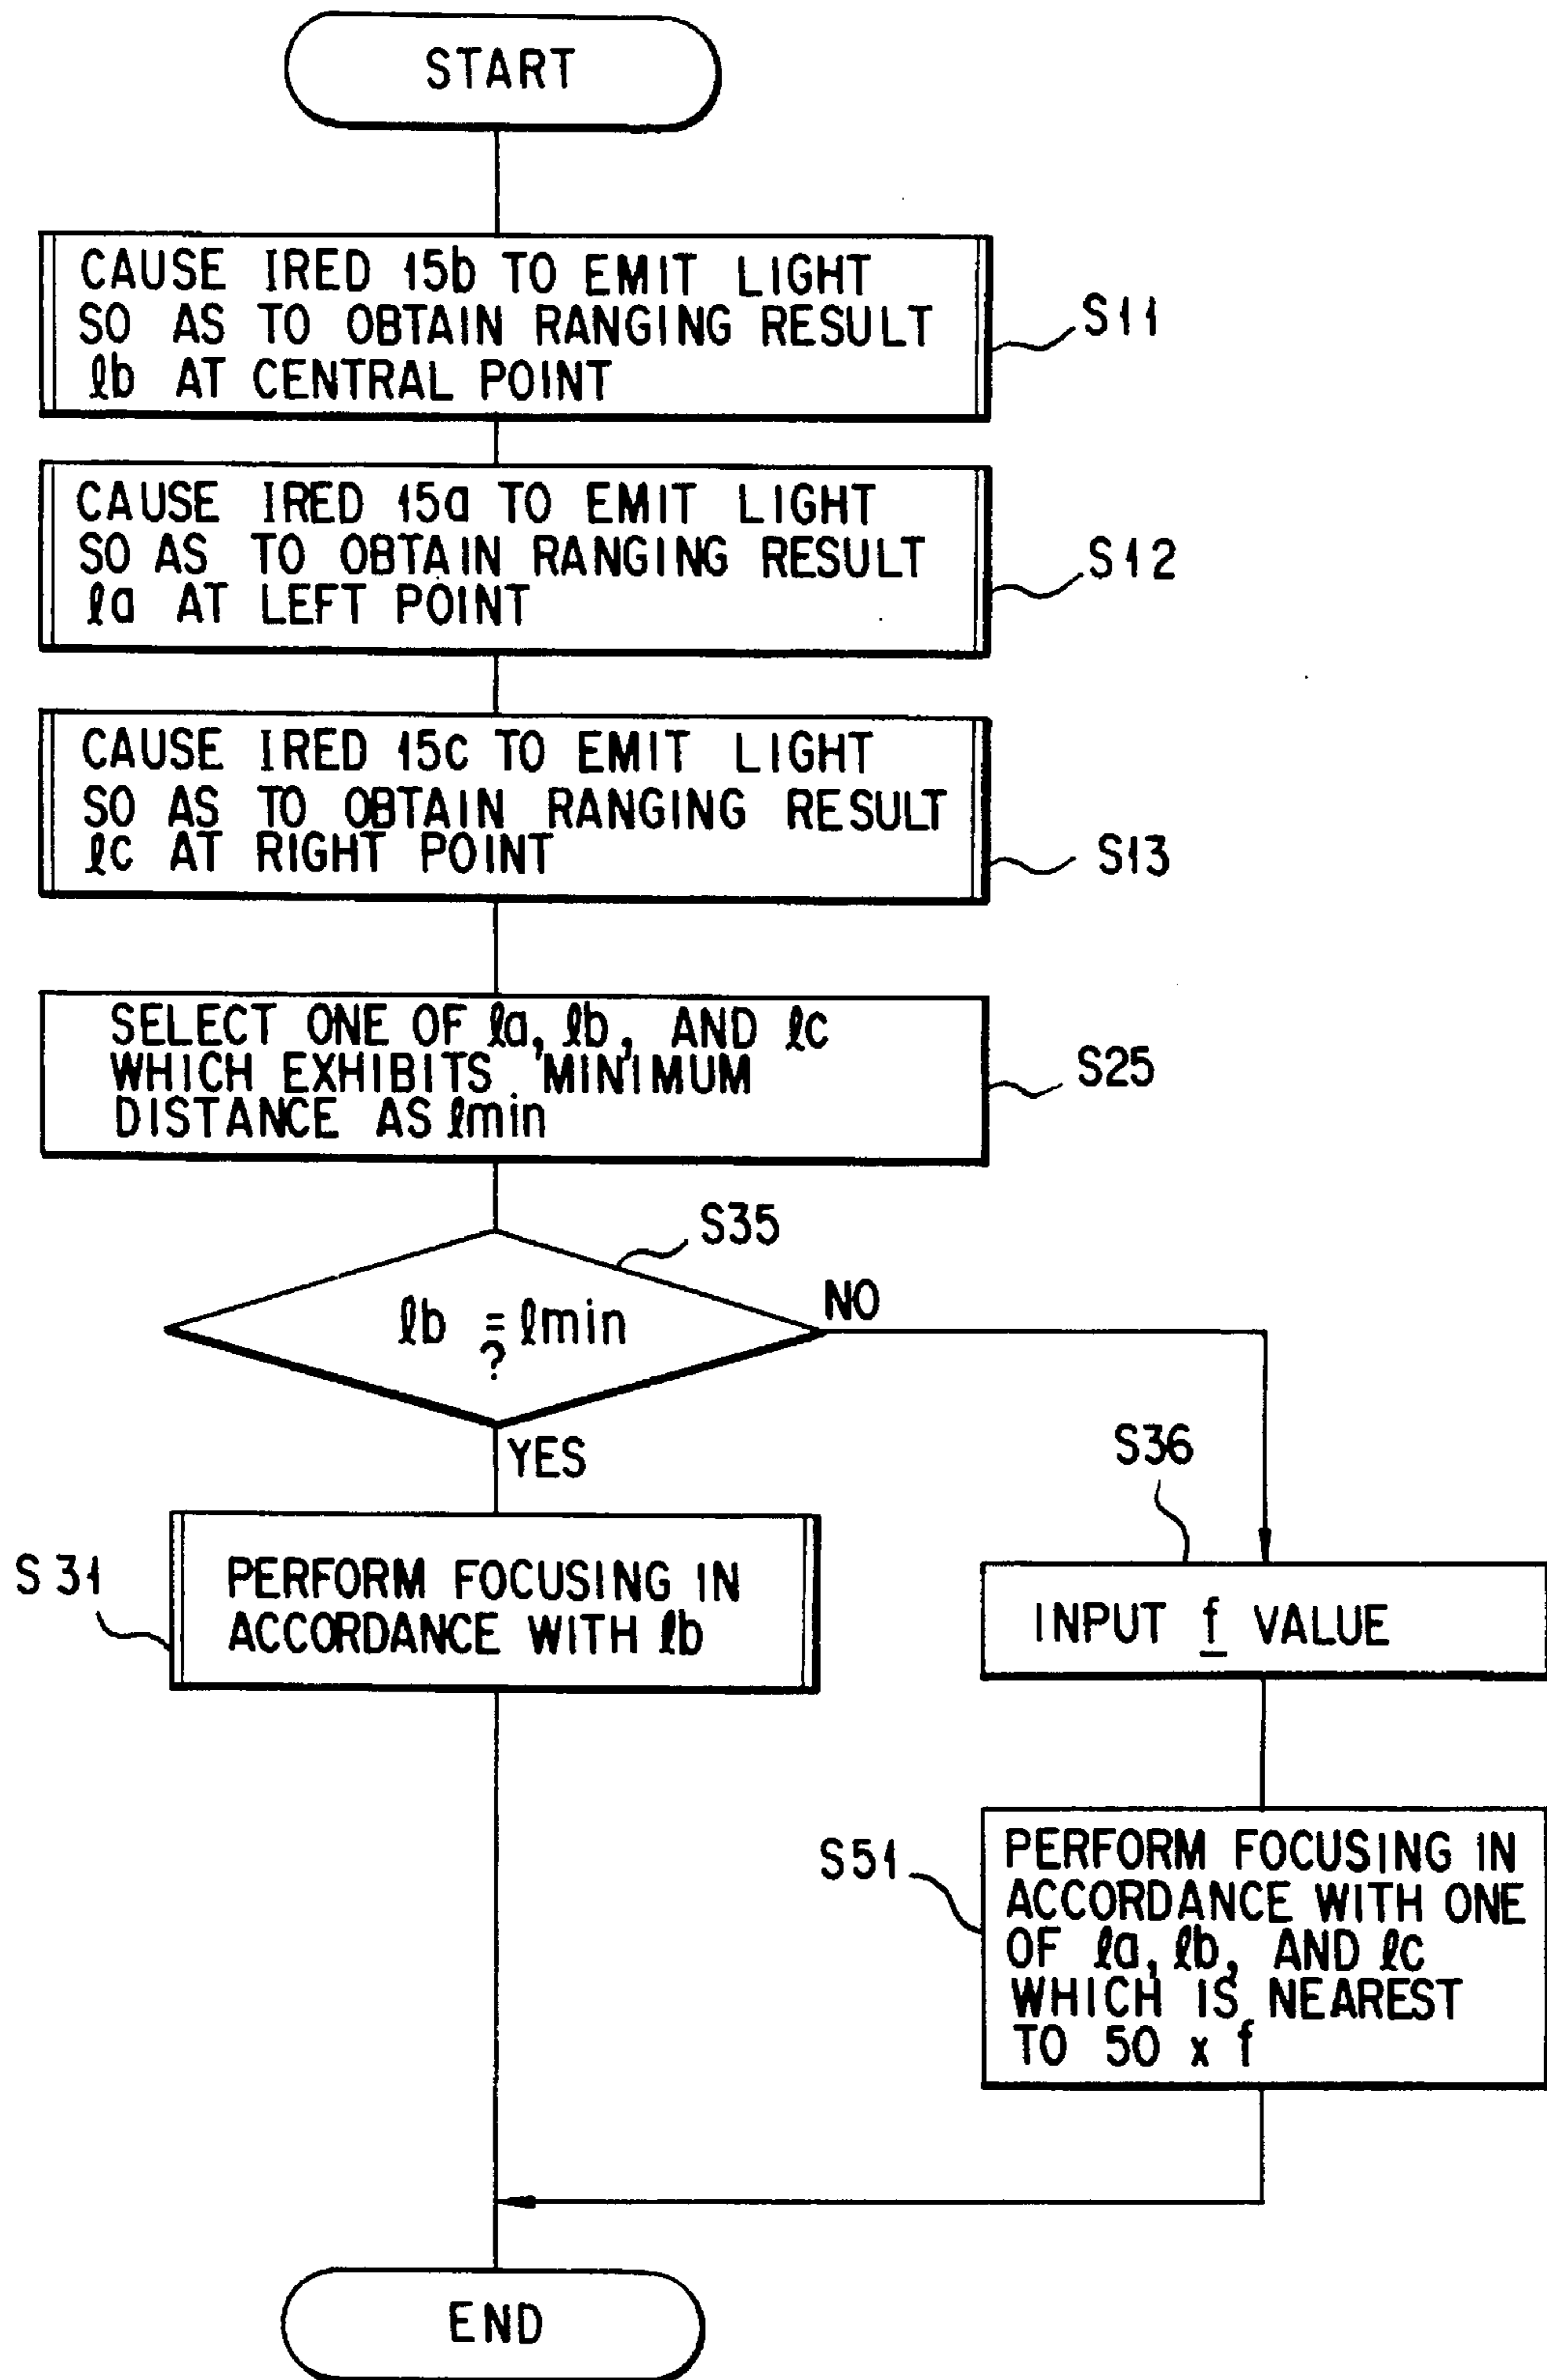 START
CAUSE IRED 15b TO EMIT LIGHT
SO AS TO OBTAIN RANGING RESULT
ℓb AT CENTRAL POINT
S11
CAUSE IRED 15a TO EMIT LIGHT
SO AS TO OBTAIN RANGING RESULT
ℓa AT LEFT POINT
S12
CAUSE IRED 15c TO EMIT LIGHT
SO AS TO OBTAIN RANGING RESULT
ℓc AT RIGHT POINT
S13
SELECT ONE OF ℓa, ℓb, AND ℓc
WHICH EXHIBITS MINIMUM
DISTANCE AS ℓmin
S25
S35
ℓb = ℓmin
?
NO
YES
S31
PERFORM FOCUSING IN
ACCORDANCE WITH ℓb
S36
INPUT f VALUE
S51
PERFORM FOCUSING IN
ACCORDANCE WITH ONE
OF ℓa, ℓb, AND ℓc
WHICH IS NEAREST
TO 50 x f
END